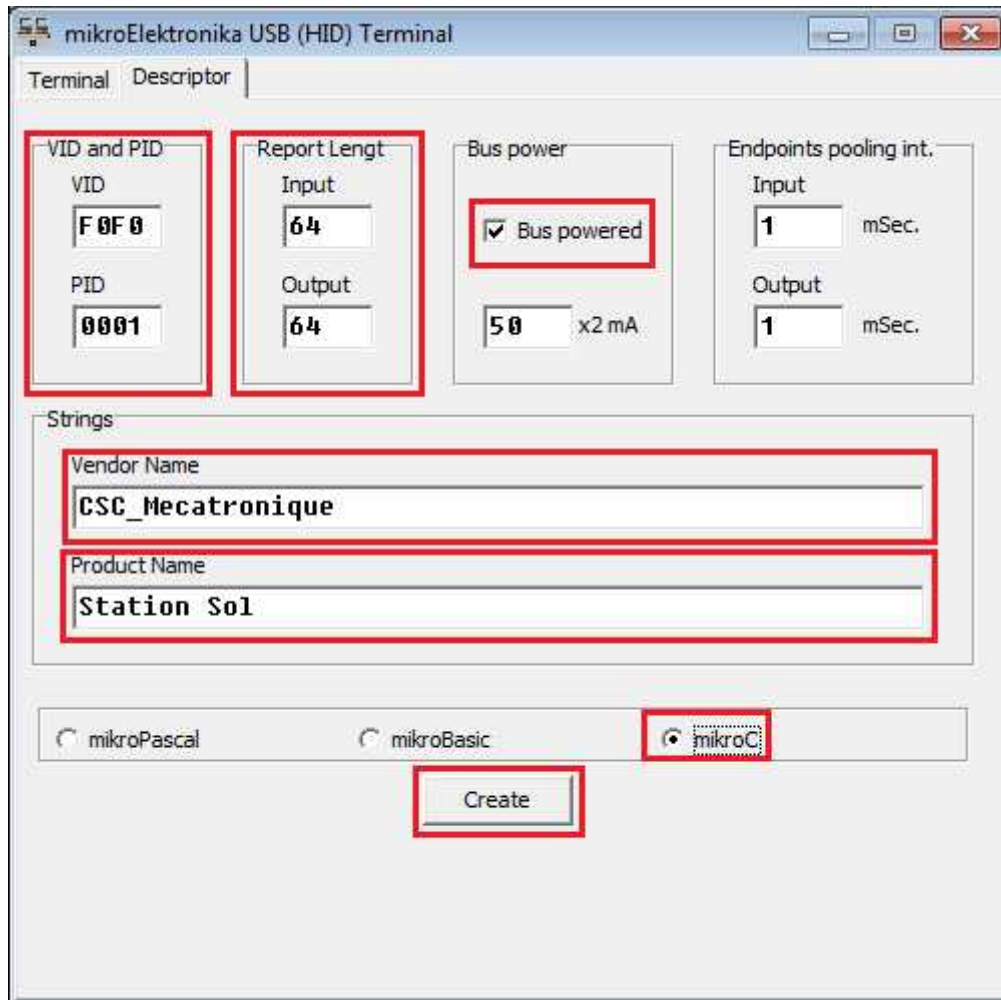 mikroElektronika USB (HID) Terminal
Terminal Descriptor
VID and PID
VID
F0F0
PID
0001
Report Lengt
Input
64
Output
64
Bus power
Bus powered
50 x2 mA
Endpoints pooling int.
Input
1 mSec.
Output
1 mSec.
Strings
Vendor Name
CSC_Mecatronique
Product Name
Station Sol
mikroPascal mikroBasic mikroC
Create